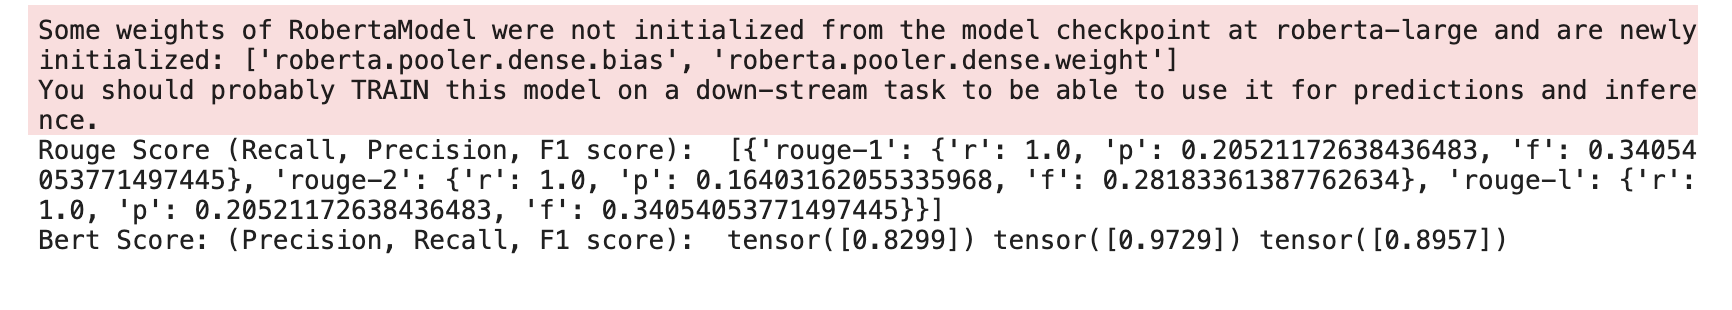 Some weights of RobertaModel were not initialized from the model checkpoint at roberta-large and are newly
initialized: ['roberta.pooler.dense.bias', 'roberta.pooler.dense.weight']
You should probably TRAIN this model on a down-stream task to be able to use it for predictions and infere
nce.
Rouge Score (Recall, Precision, F1 score):  [{'rouge-1': {'r': 1.0, 'p': 0.20521172638436483, 'f': 0.34054
053771497445}, 'rouge-2': {'r': 1.0, 'p': 0.16403162055335968, 'f': 0.28183361387762634}, 'rouge-l': {'r':
1.0, 'p': 0.20521172638436483, 'f': 0.34054053771497445}}]
Bert Score: (Precision, Recall, F1 score):  tensor([0.8299]) tensor([0.9729]) tensor([0.8957])